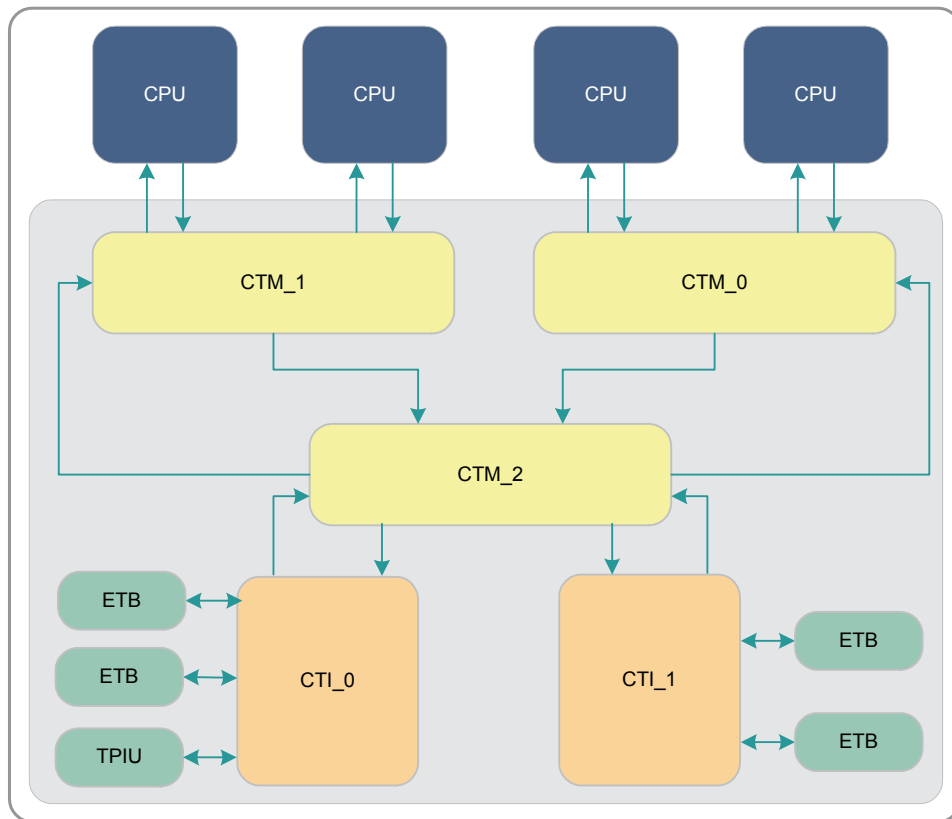 CPU
CPU
CPU
CPU
CTM_1
CTM_0
CTM_2
ETB
ETB
TPIU
CTI_0
CTI_1
ETB
ETB